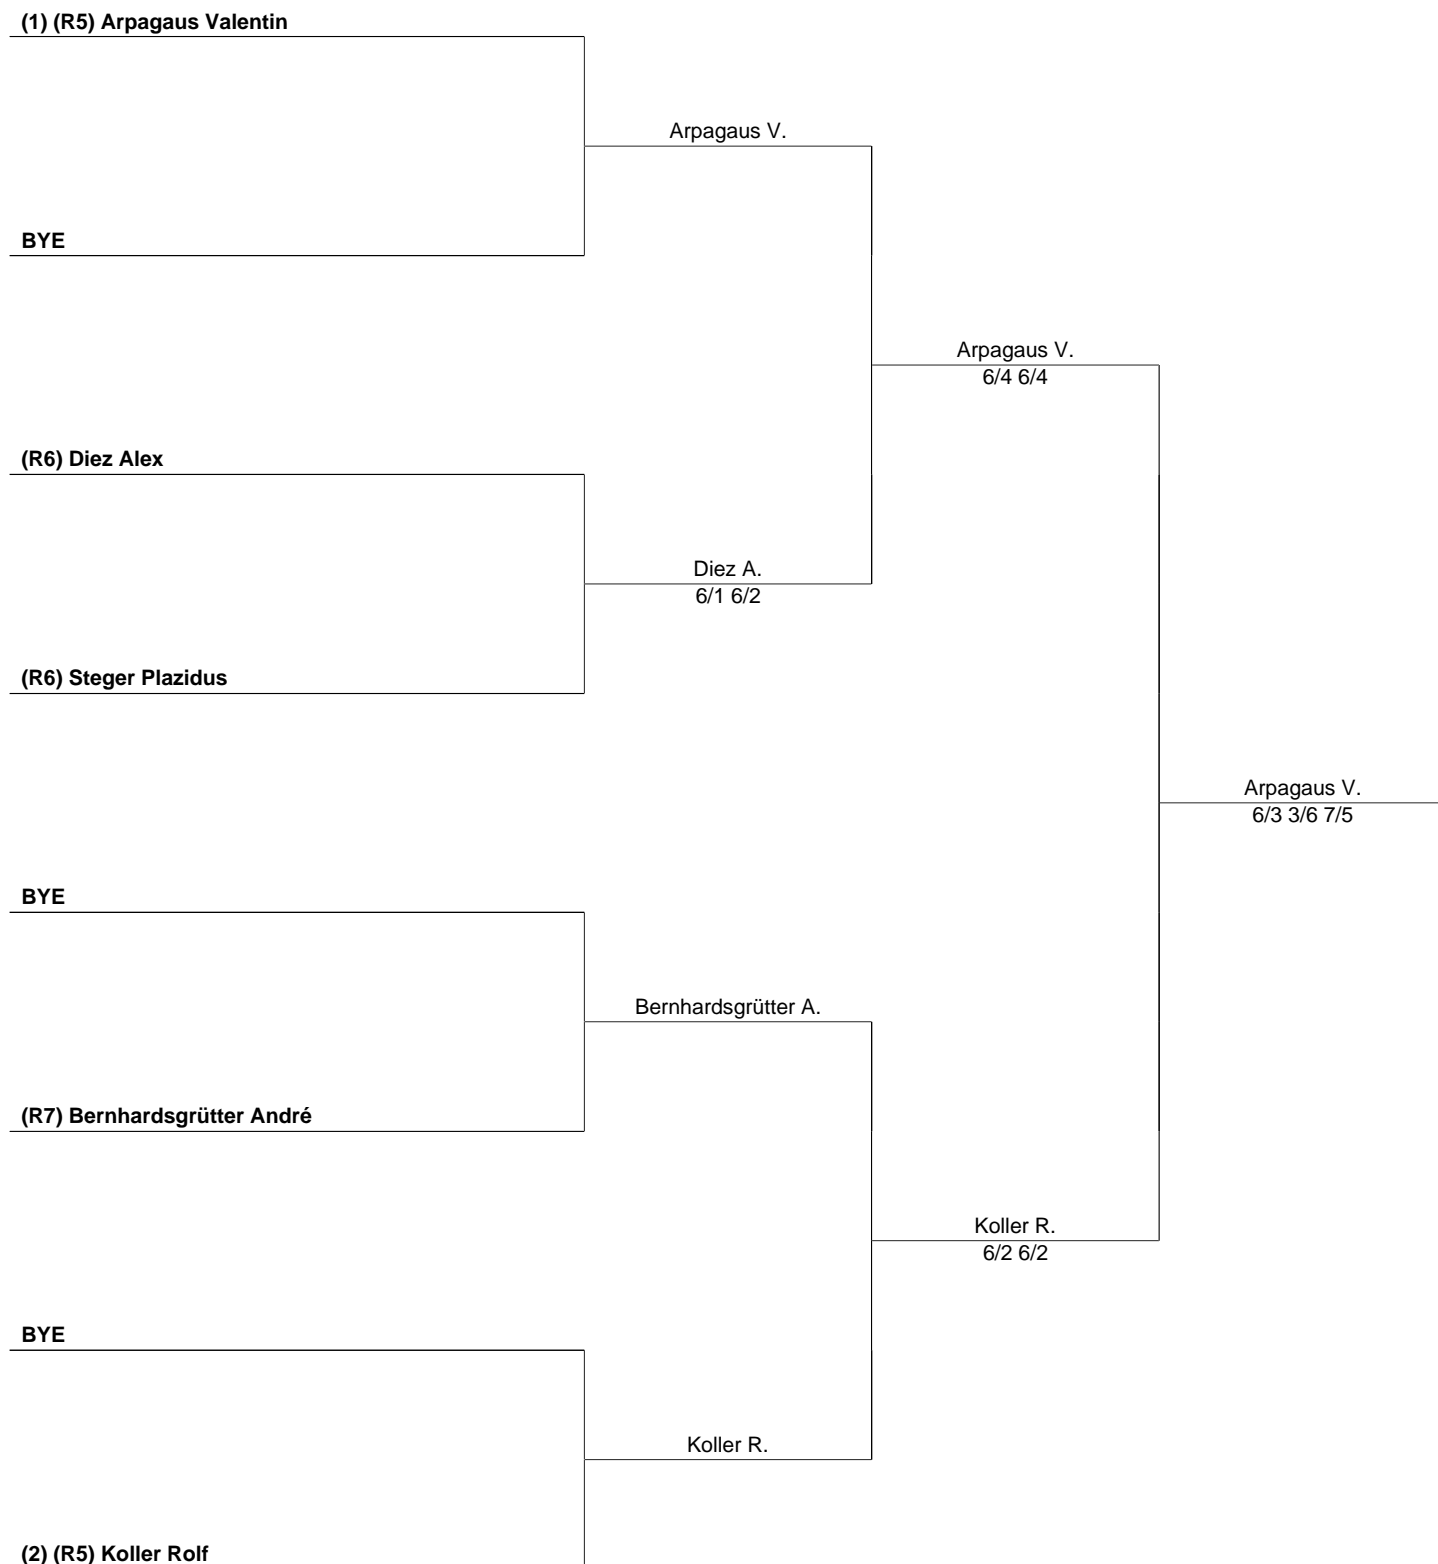 (1) (R5) Arpagaus Valentin
Arpagaus V.
BYE
Arpagaus V.
6/4 6/4
(R6) Diez Alex
Diez A.
6/1 6/2
(R6) Steger Plazidus
Arpagaus V.
6/3 3/6 7/5
BYE
Bernhardsgrütter A.
(R7) Bernhardsgrütter André
Koller R.
6/2 6/2
BYE
Koller R.
(2) (R5) Koller Rolf